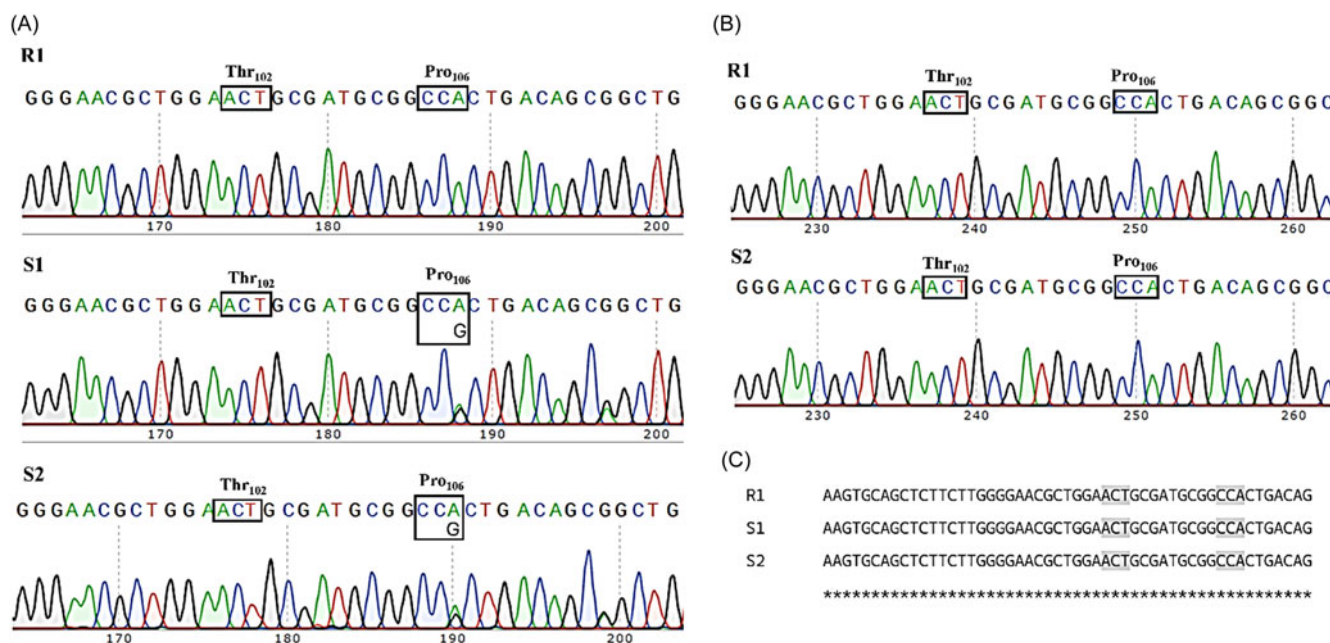 (A)
R1
Thr102 Pro106
GGGAACGCTGGAACTGCGATGCGGCCACTGACAGCGGCTG
170 180 190 200
S1
Thr102 Pro106
GGGAACGCTGGAACTGCGATGCGGCCACTGACAGCGGCTG
G
170 180 190 200
S2
Thr102 Pro106
GGGAACGCTGGAACTGCGATGCGGCCACTGACAGCGGCTG
G
170 180 190 200
(B)
R1
Thr102 Pro106
GGGAACGCTGGAACTGCGATGCGGCCACTGACAGCGGC
230 240 250 260
S2
Thr102 Pro106
GGGAACGCTGGAACTGCGATGCGGCCACTGACAGCGGC
230 240 250 260
(C)
R1 AAGTGCAGCTCTTCTTGGGGAACGCTGGAACTGCGATGCGGCCACTGACAG
S1 AAGTGCAGCTCTTCTTGGGGAACGCTGGAACTGCGATGCGGCCACTGACAG
S2 AAGTGCAGCTCTTCTTGGGGAACGCTGGAACTGCGATGCGGCCACTGACAG
***************************************************